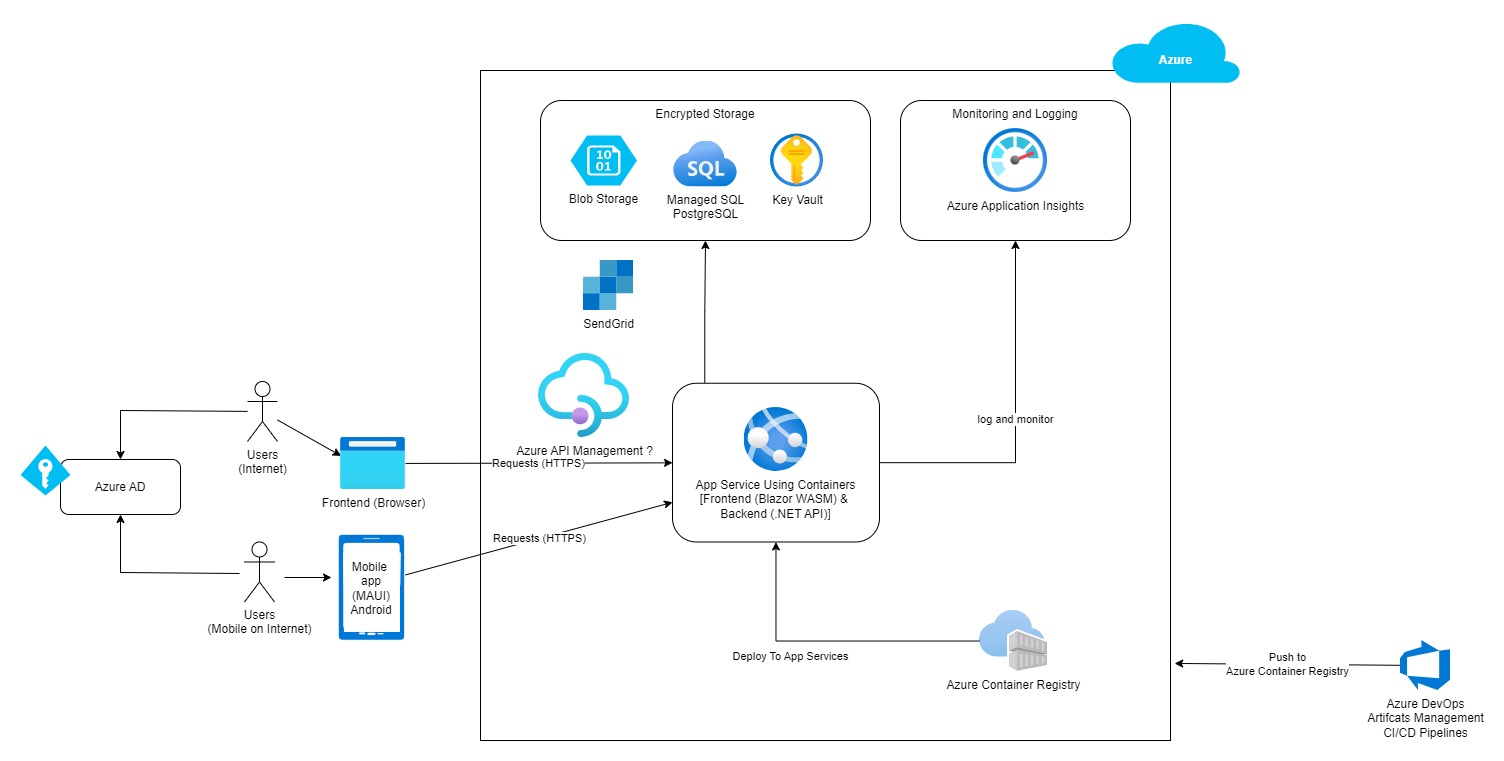 Azure
Encrypted Storage
10
01
Blob Storage
SQL
Managed SQL
PostgreSQL
Key Vault
Monitoring and Logging
Azure Application Insights
SendGrid
Azure API Management ?
Requests (HTTPS)
Requests (HTTPS)
App Service Using Containers
[Frontend (Blazor WASM) &
Backend (.NET API)]
log and monitor
Users
(Internet)
Frontend (Browser)
Azure AD
Users
(Mobile on Internet)
Mobile
app
(MAUI)
Android
Deploy To App Services
Azure Container Registry
Push to
Azure Container Registry
Azure DevOps
Artifcats Management
CI/CD Pipelines